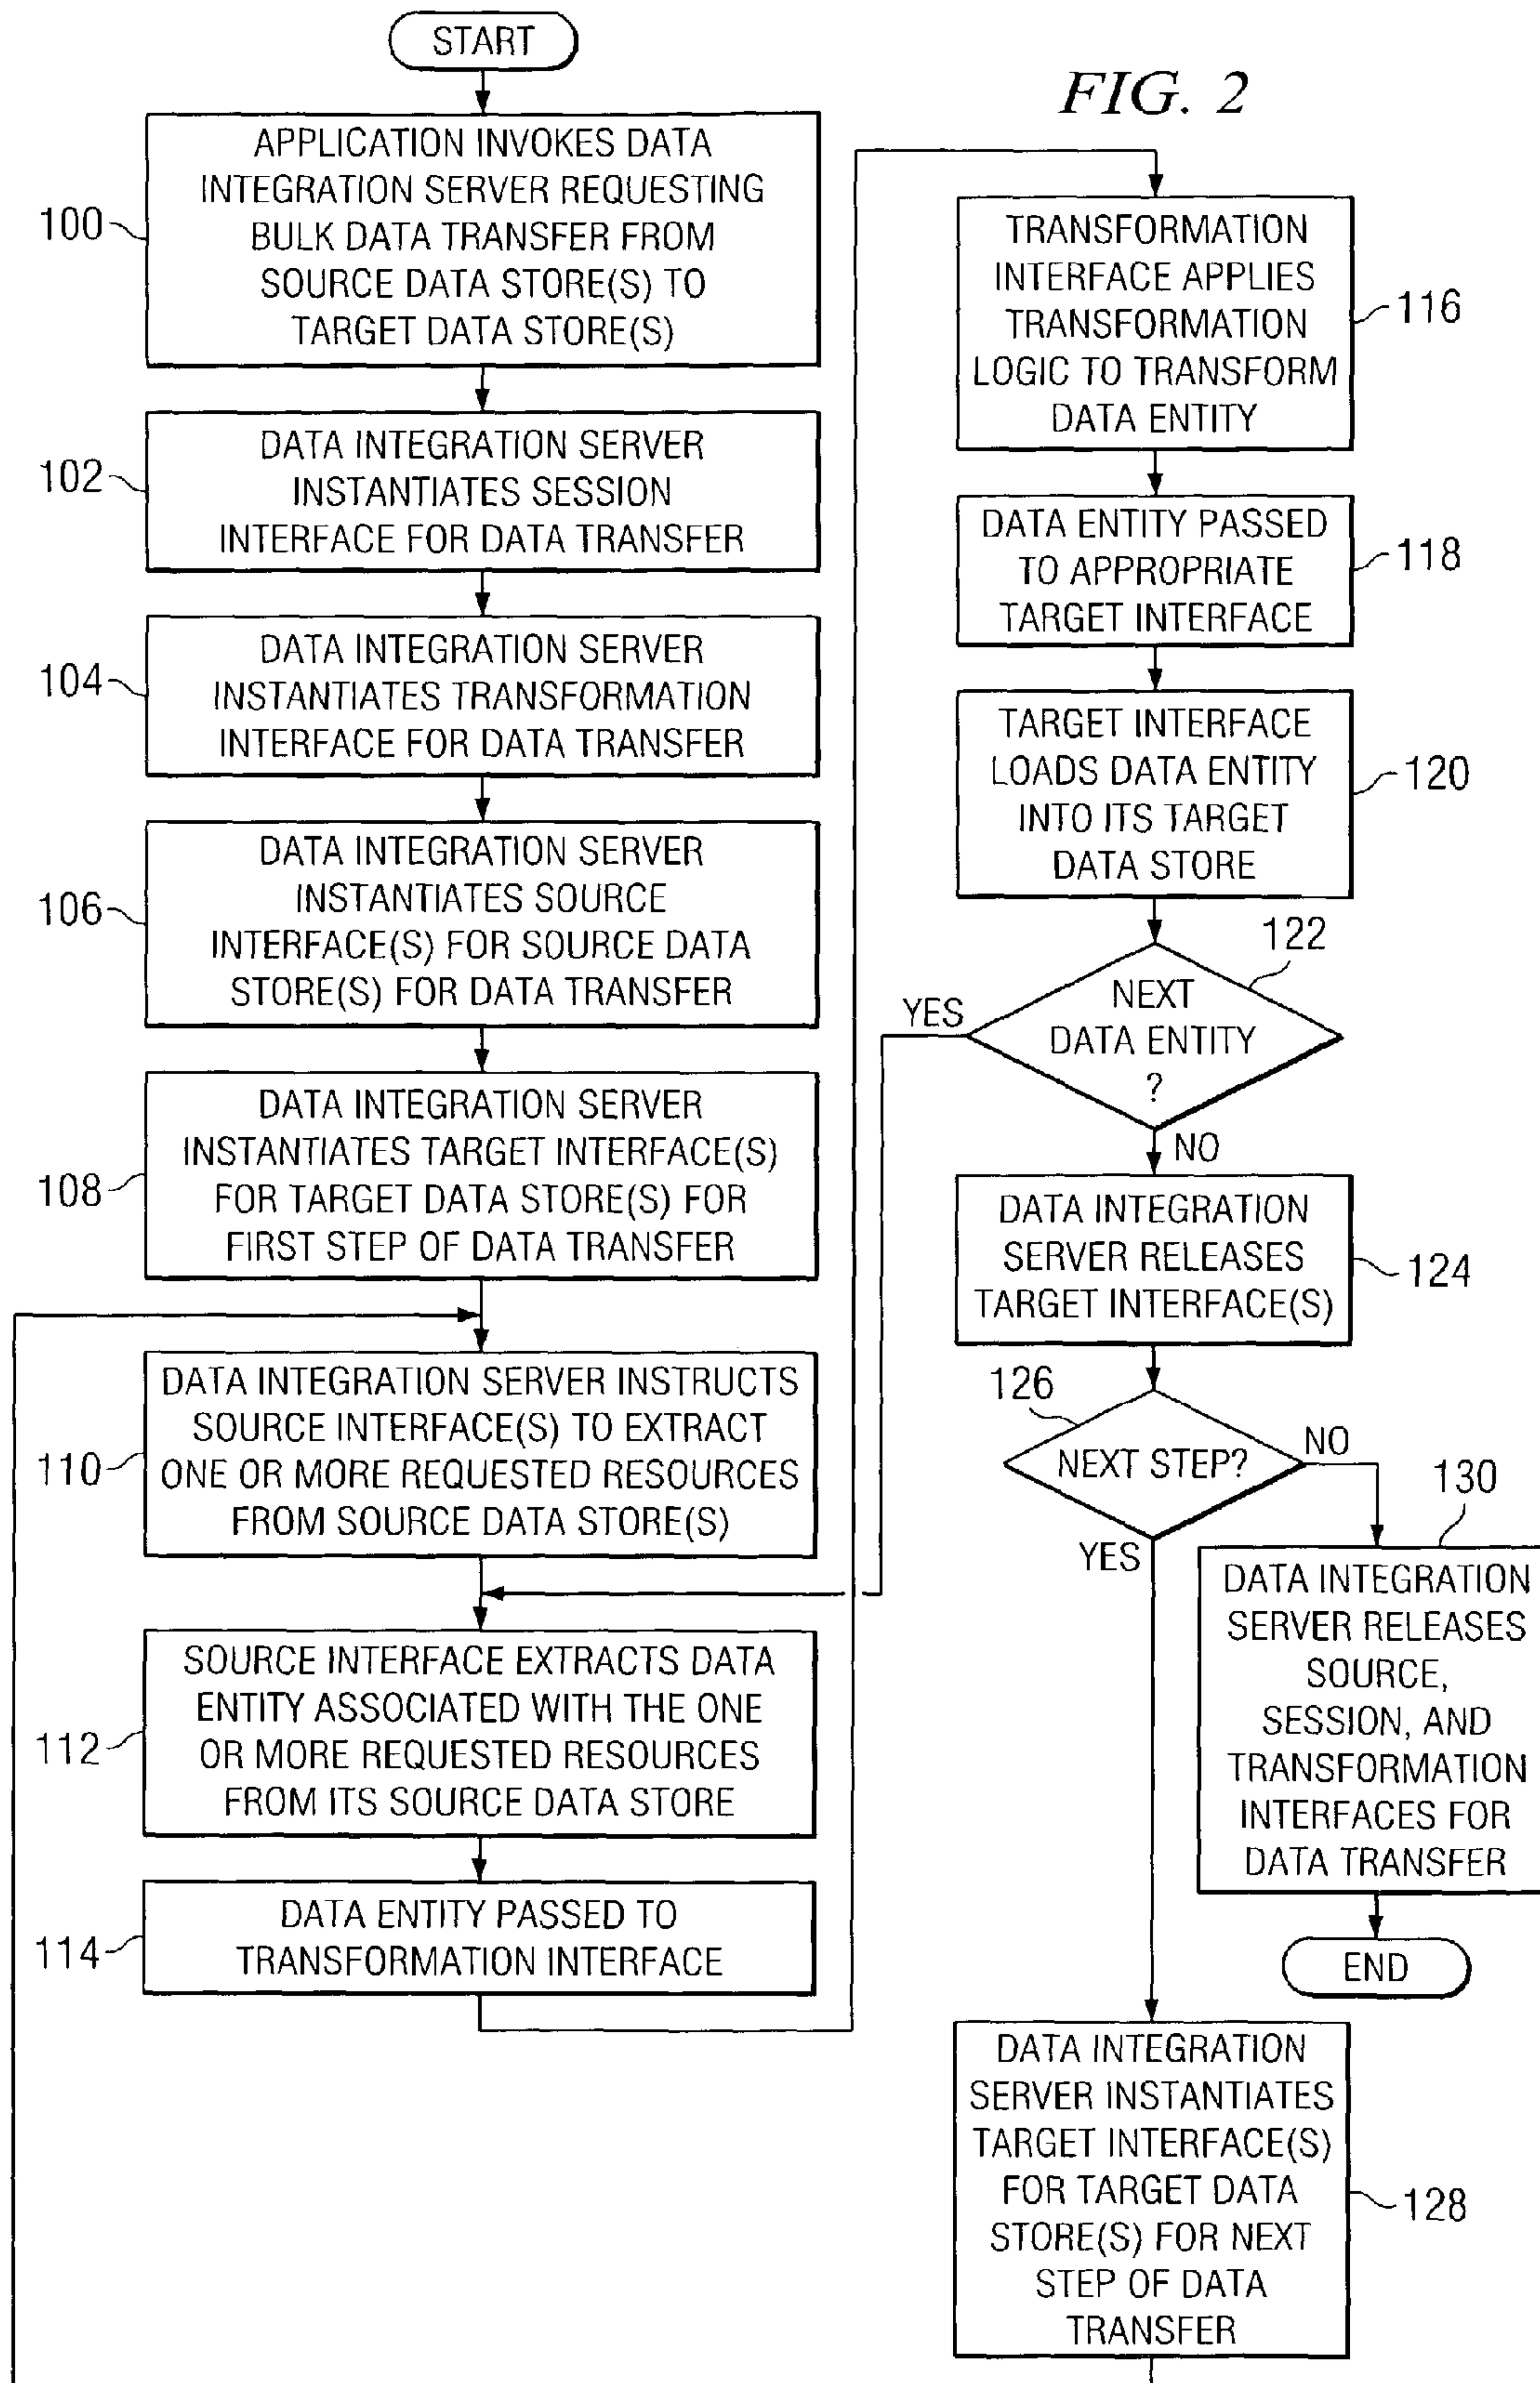 FIG. 2
START
100
APPLICATION INVOKES DATA
INTEGRATION SERVER REQUESTING
BULK DATA TRANSFER FROM
SOURCE DATA STORE(S) TO
TARGET DATA STORE(S)
102
DATA INTEGRATION SERVER
INSTANTIATES SESSION
INTERFACE FOR DATA TRANSFER
104
DATA INTEGRATION SERVER
INSTANTIATES TRANSFORMATION
INTERFACE FOR DATA TRANSFER
106
DATA INTEGRATION SERVER
INSTANTIATES SOURCE
INTERFACE(S) FOR SOURCE DATA
STORE(S) FOR DATA TRANSFER
108
DATA INTEGRATION SERVER
INSTANTIATES TARGET INTERFACE(S)
FOR TARGET DATA STORE(S) FOR
FIRST STEP OF DATA TRANSFER
110
DATA INTEGRATION SERVER INSTRUCTS
SOURCE INTERFACE(S) TO EXTRACT
ONE OR MORE REQUESTED RESOURCES
FROM SOURCE DATA STORE(S)
112
SOURCE INTERFACE EXTRACTS DATA
ENTITY ASSOCIATED WITH THE ONE
OR MORE REQUESTED RESOURCES
FROM ITS SOURCE DATA STORE
114
DATA ENTITY PASSED TO
TRANSFORMATION INTERFACE
TRANSFORMATION
INTERFACE APPLIES
TRANSFORMATION
LOGIC TO TRANSFORM
DATA ENTITY
116
DATA ENTITY PASSED
TO APPROPRIATE
TARGET INTERFACE
118
TARGET INTERFACE
LOADS DATA ENTITY
INTO ITS TARGET
DATA STORE
120
122
NEXT
DATA ENTITY
?
YES
NO
DATA INTEGRATION
SERVER RELEASES
TARGET INTERFACE(S)
124
126
NEXT STEP?
NO
YES
130
DATA INTEGRATION
SERVER RELEASES
SOURCE,
SESSION, AND
TRANSFORMATION
INTERFACES FOR
DATA TRANSFER
END
DATA INTEGRATION
SERVER INSTANTIATES
TARGET INTERFACE(S)
FOR TARGET DATA
STORE(S) FOR NEXT
STEP OF DATA
TRANSFER
128